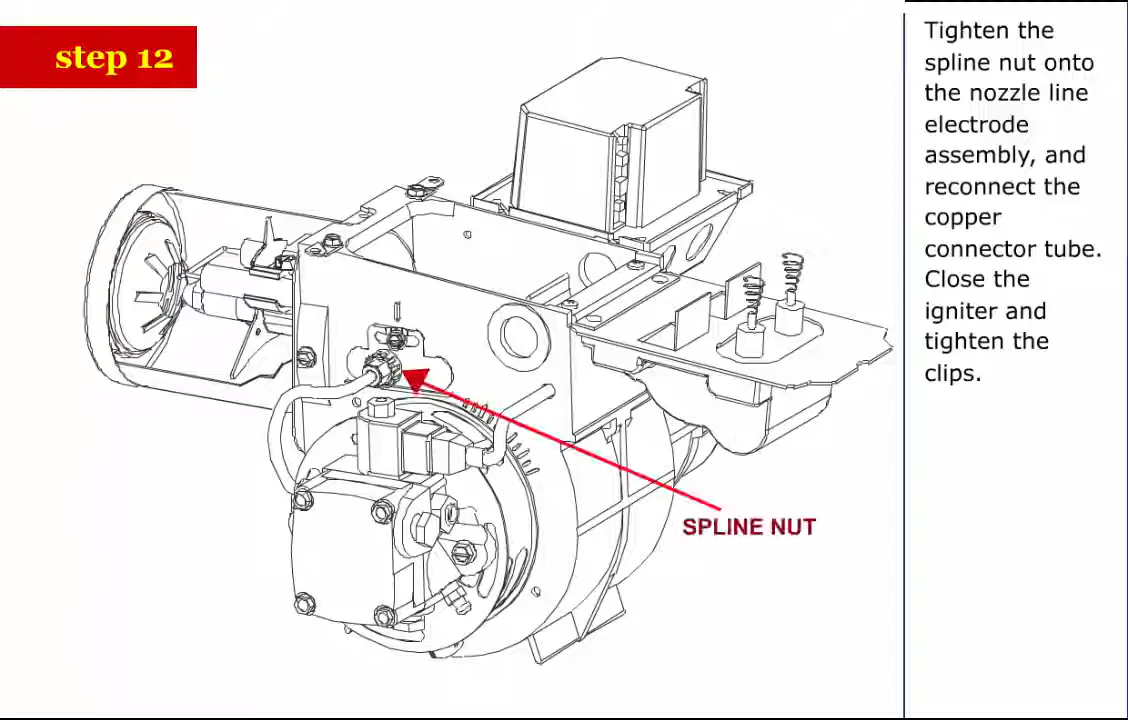 step 12
Tighten the
spline nut onto
the nozzle line
electrode
assembly, and
reconnect the
copper
connector tube.
Close the
igniter and
tighten the
clips.
SPLINE NUT